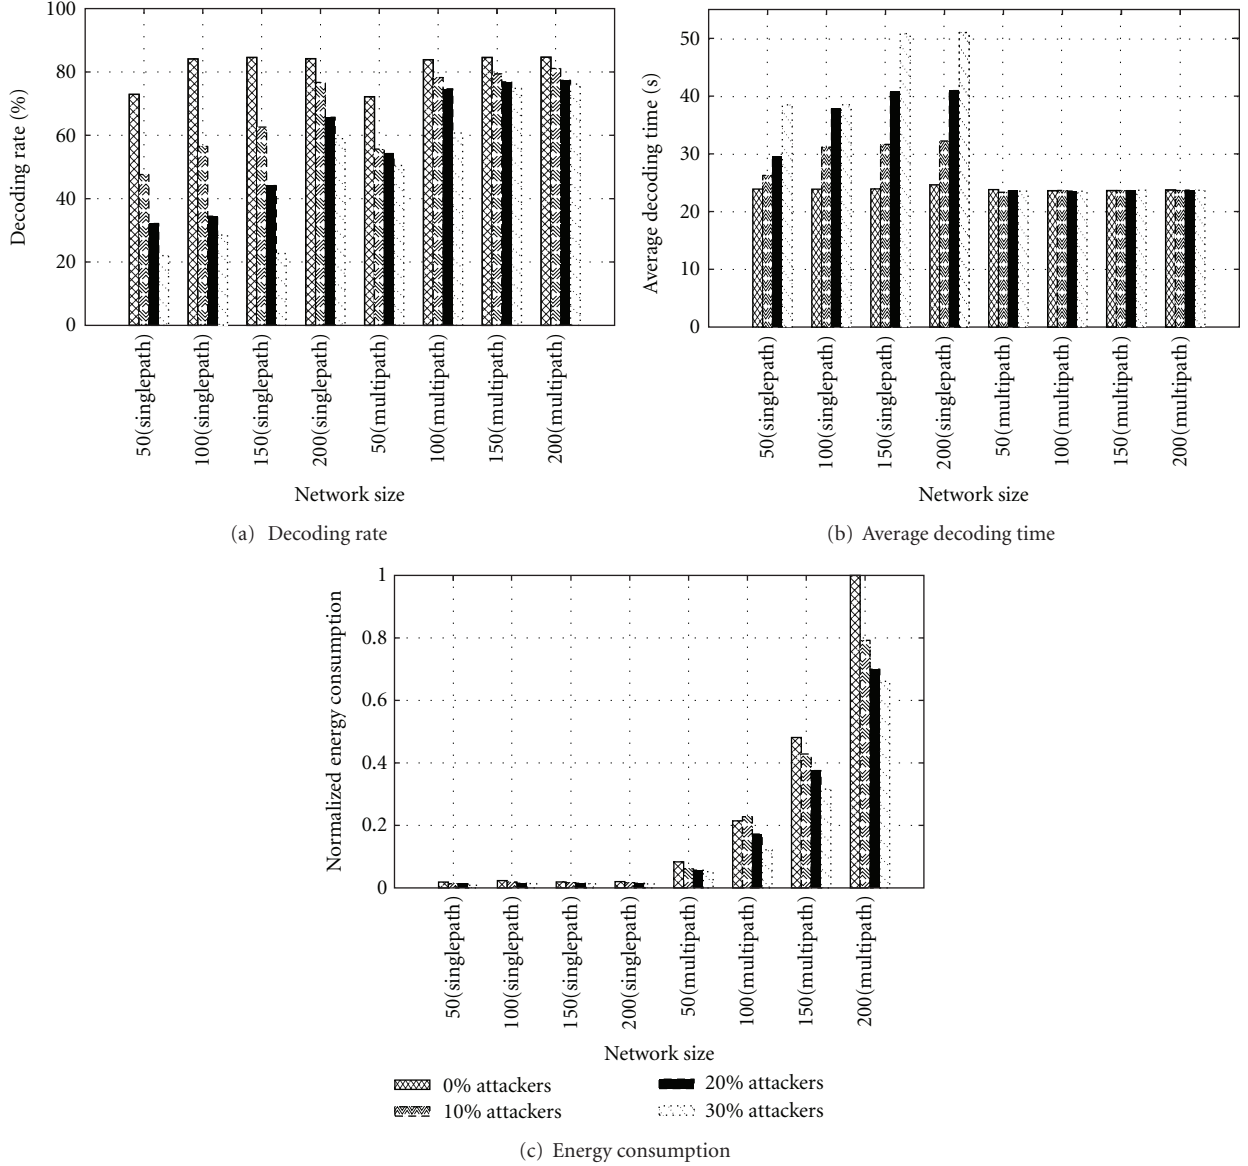 100
80
60
40
20
0
Decoding rate (%)
50(singlepath)
100(singlepath)
150(singlepath)
200(singlepath)
50(multipath)
100(multipath)
150(multipath)
200(multipath)
Network size
(a) Decoding rate
50
40
30
20
10
0
Average decoding time (s)
50(singlepath)
100(singlepath)
150(singlepath)
200(singlepath)
50(multipath)
100(multipath)
150(multipath)
200(multipath)
Network size
(b) Average decoding time
1
0.8
0.6
0.4
0.2
0
Normalized energy consumption
50(singlepath)
100(singlepath)
150(singlepath)
200(singlepath)
50(multipath)
100(multipath)
150(multipath)
200(multipath)
Network size
0% attackers
10% attackers
20% attackers
30% attackers
(c) Energy consumption